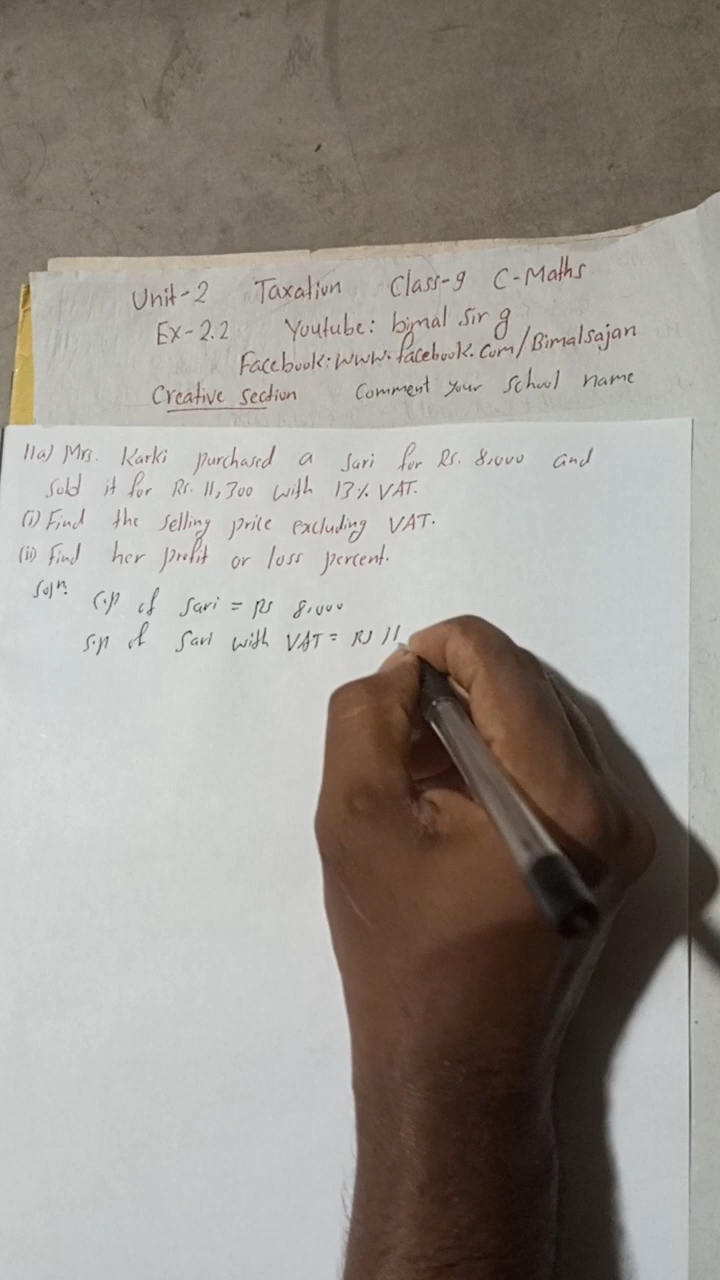 Unit-2 Taxation Class-9 C-Maths
Ex-2.2 Youtube: bimal sir g
Facebook: www.facebook.com/Bimalsajan
Creative section Comment your school name
11a) Mrs. Karki purchased a sari for Rs. 8,000 and
sold it for Rs. 11,300 with 13% VAT.
(i) Find the selling price excluding VAT.
(ii) Find her profit or loss percent.
Solⁿ:
C.P of sari = Rs 8,000
S.P of sari with VAT = Rs 11,